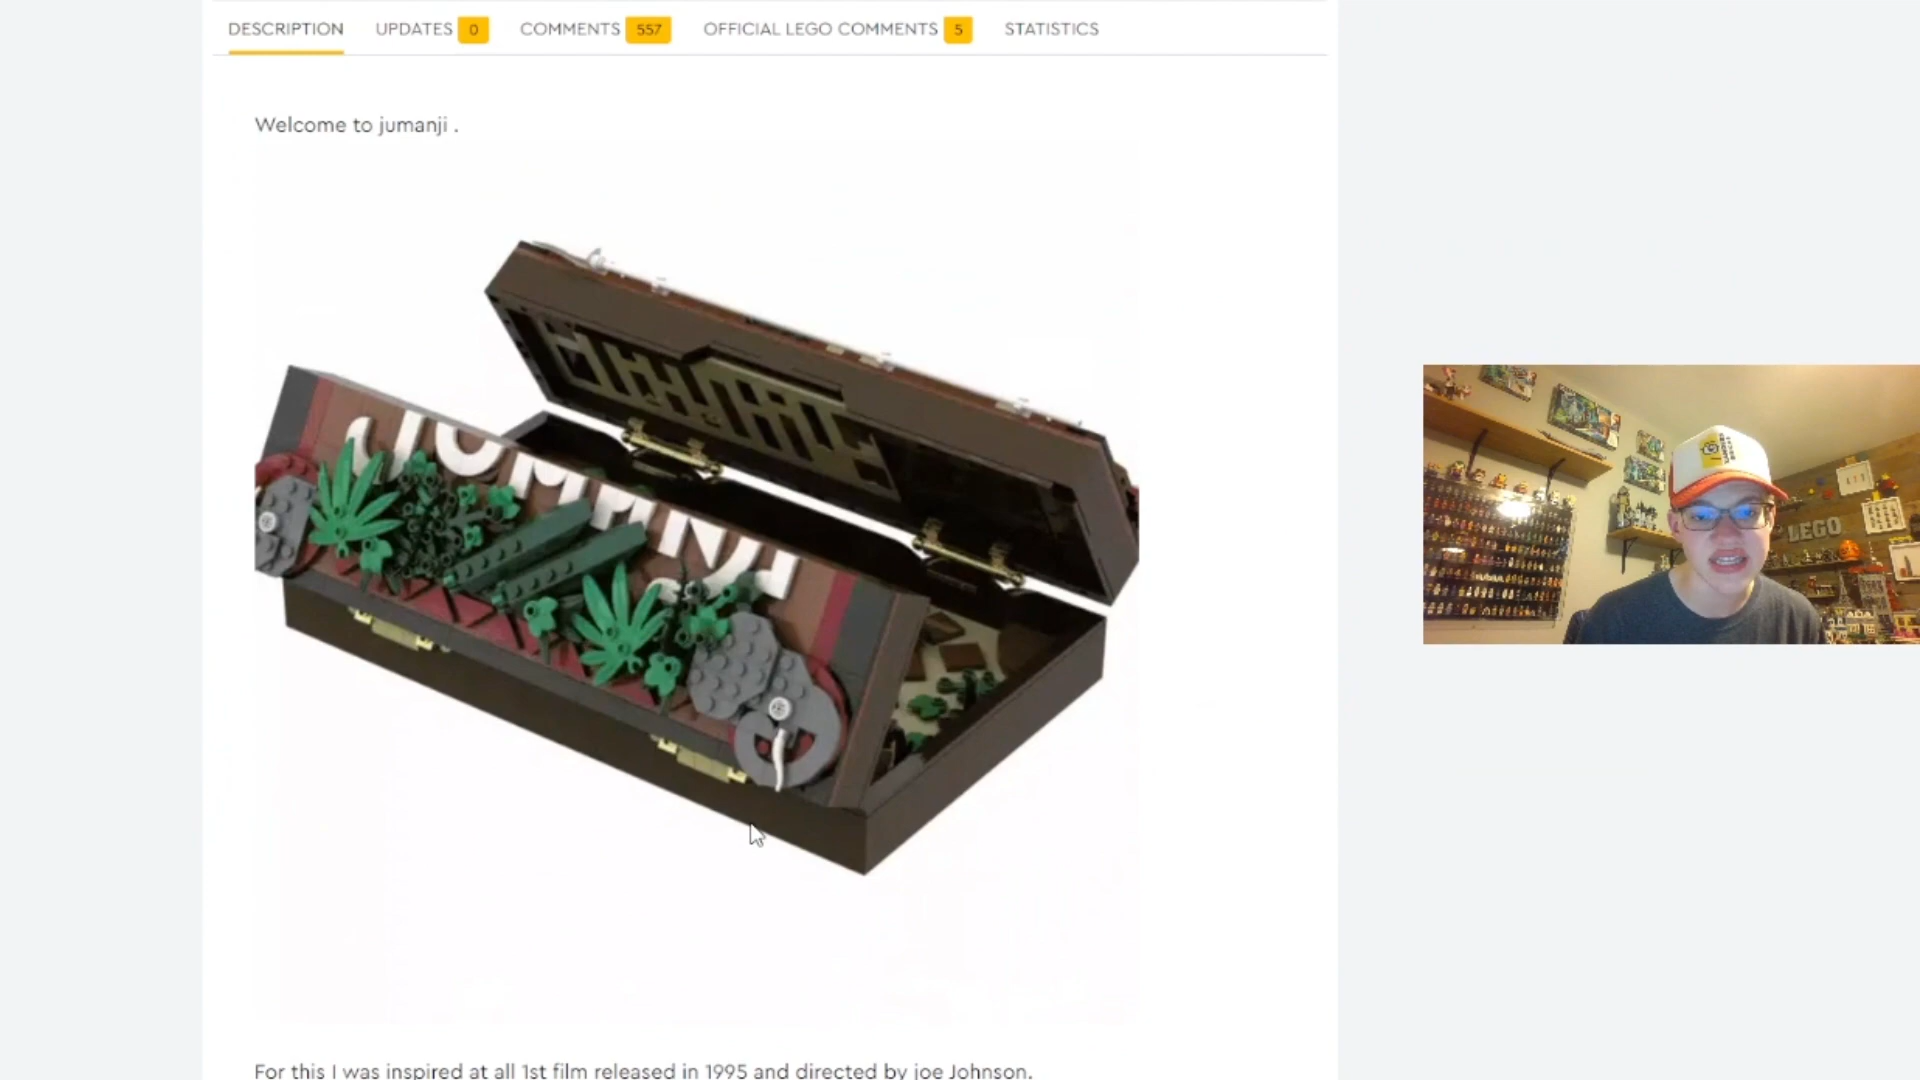 DESCRIPTION UPDATES 0 COMMENTS 557 OFFICIAL LEGO COMMENTS 5 STATISTICS
Welcome to jumanji .
JUMANJI
LEGO
For this I was inspired at all 1st film released in 1995 and directed by joe Johnson.